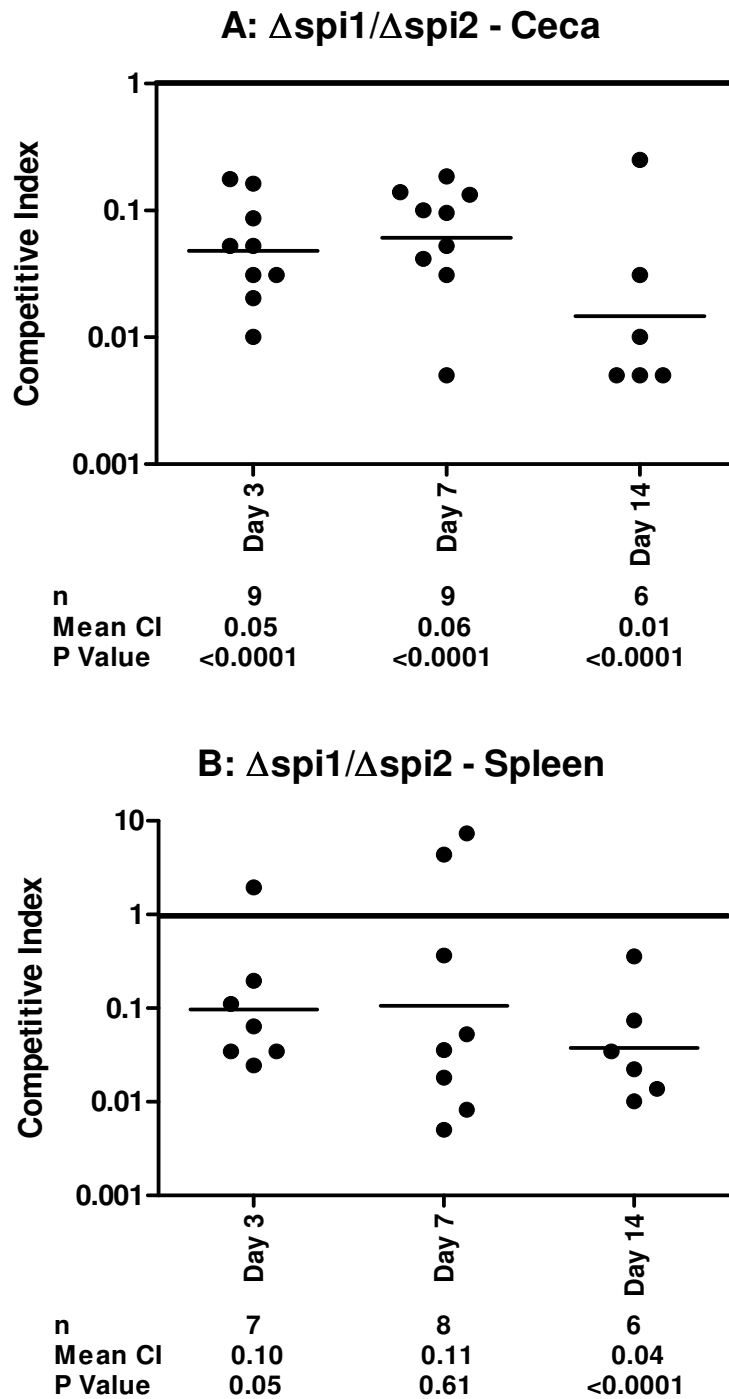 A: Δspi1/Δspi2 - Ceca
Competitive Index
1
0.1
0.01
0.001
Day 3
Day 7
Day 14
n 9 9 6
Mean CI 0.05 0.06 0.01
P Value <0.0001 <0.0001 <0.0001
B: Δspi1/Δspi2 - Spleen
Competitive Index
10
1
0.1
0.01
0.001
Day 3
Day 7
Day 14
n 7 8 6
Mean CI 0.10 0.11 0.04
P Value 0.05 0.61 <0.0001